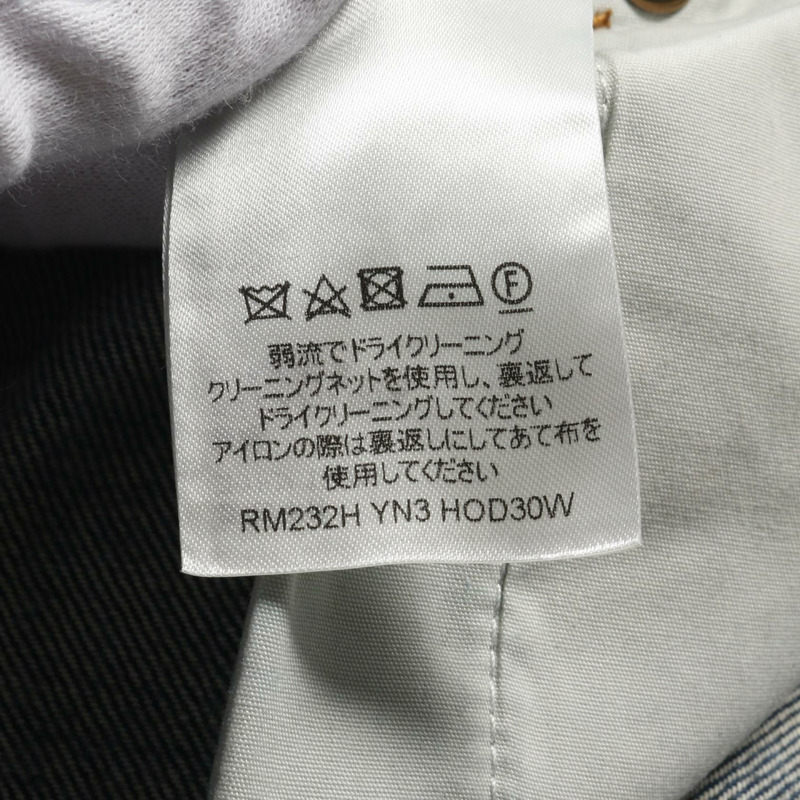 F
弱流でドライクリーニング
クリーニングネットを使用し、裏返して
ドライクリーニングしてください
アイロンの際は裏返しにしてあて布を
使用してください
RM232H YN3 HOD30W